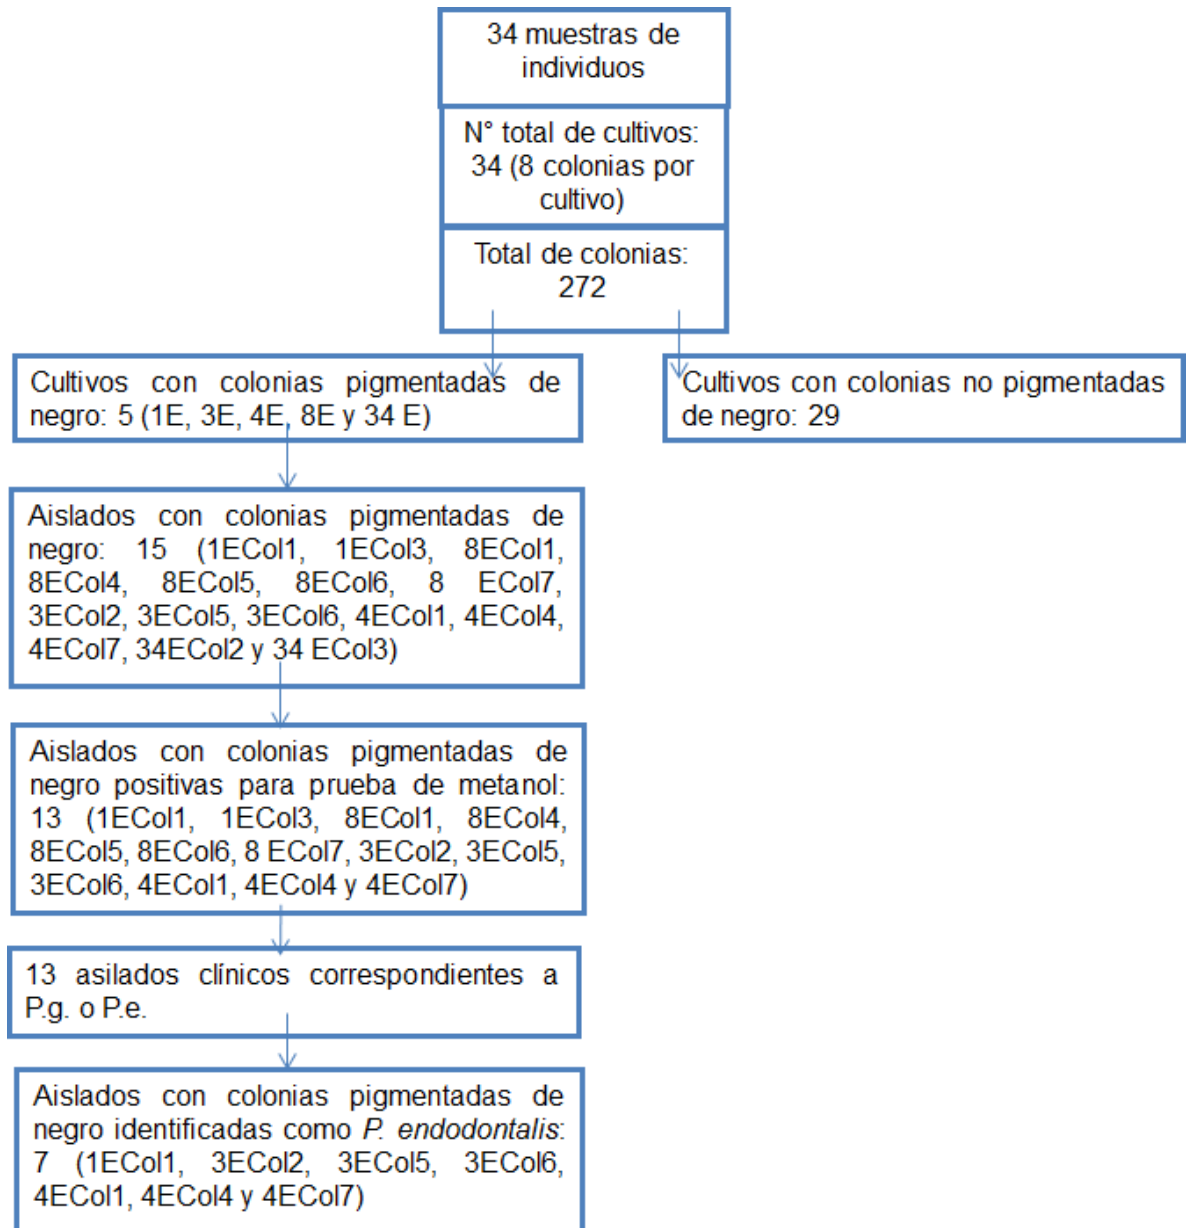 34 muestras de
individuos
N° total de cultivos:
34 (8 colonias por
cultivo)
Total de colonias:
272
Cultivos con colonias pigmentadas de
negro: 5 (1E, 3E, 4E, 8E y 34 E)
Cultivos con colonias no pigmentadas
de negro: 29
Aislados con colonias pigmentadas de
negro: 15 (1ECol1, 1ECol3, 8ECol1,
8ECol4, 8ECol5, 8ECol6, 8 ECol7,
3ECol2, 3ECol5, 3ECol6, 4ECol1, 4ECol4,
4ECol7, 34ECol2 y 34 ECol3)
Aislados con colonias pigmentadas de
negro positivas para prueba de metanol:
13 (1ECol1, 1ECol3, 8ECol1, 8ECol4,
8ECol5, 8ECol6, 8 ECol7, 3ECol2, 3ECol5,
3ECol6, 4ECol1, 4ECol4 y 4ECol7)
13 asilados clínicos correspondientes a
P.g. o P.e.
Aislados con colonias pigmentadas de
negro identificadas como P. endodontalis:
7 (1ECol1, 3ECol2, 3ECol5, 3ECol6,
4ECol1, 4ECol4 y 4ECol7)